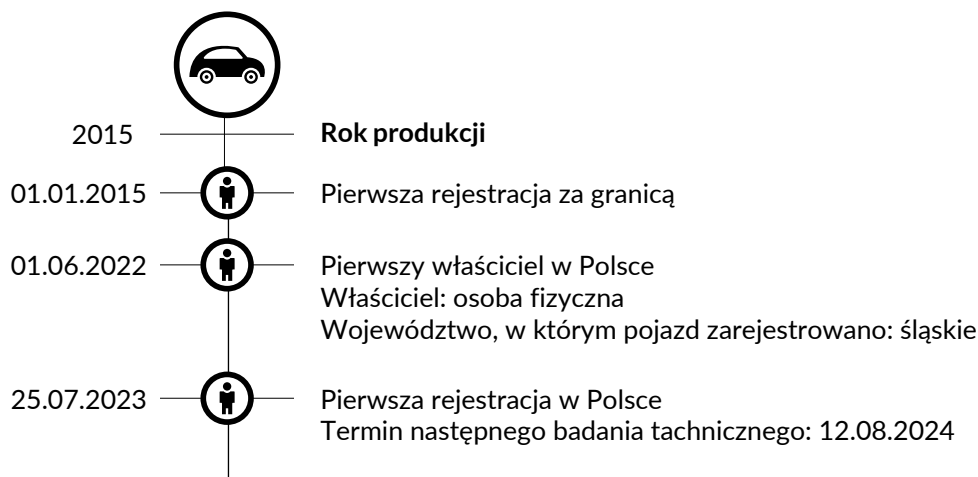 2015 Rok produkcji
01.01.2015 Pierwsza rejestracja za granicą
01.06.2022 Pierwszy właściciel w Polsce
Właściciel: osoba fizyczna
Województwo, w którym pojazd zarejestrowano: śląskie
25.07.2023 Pierwsza rejestracja w Polsce
Termin następnego badania tachnicznego: 12.08.2024